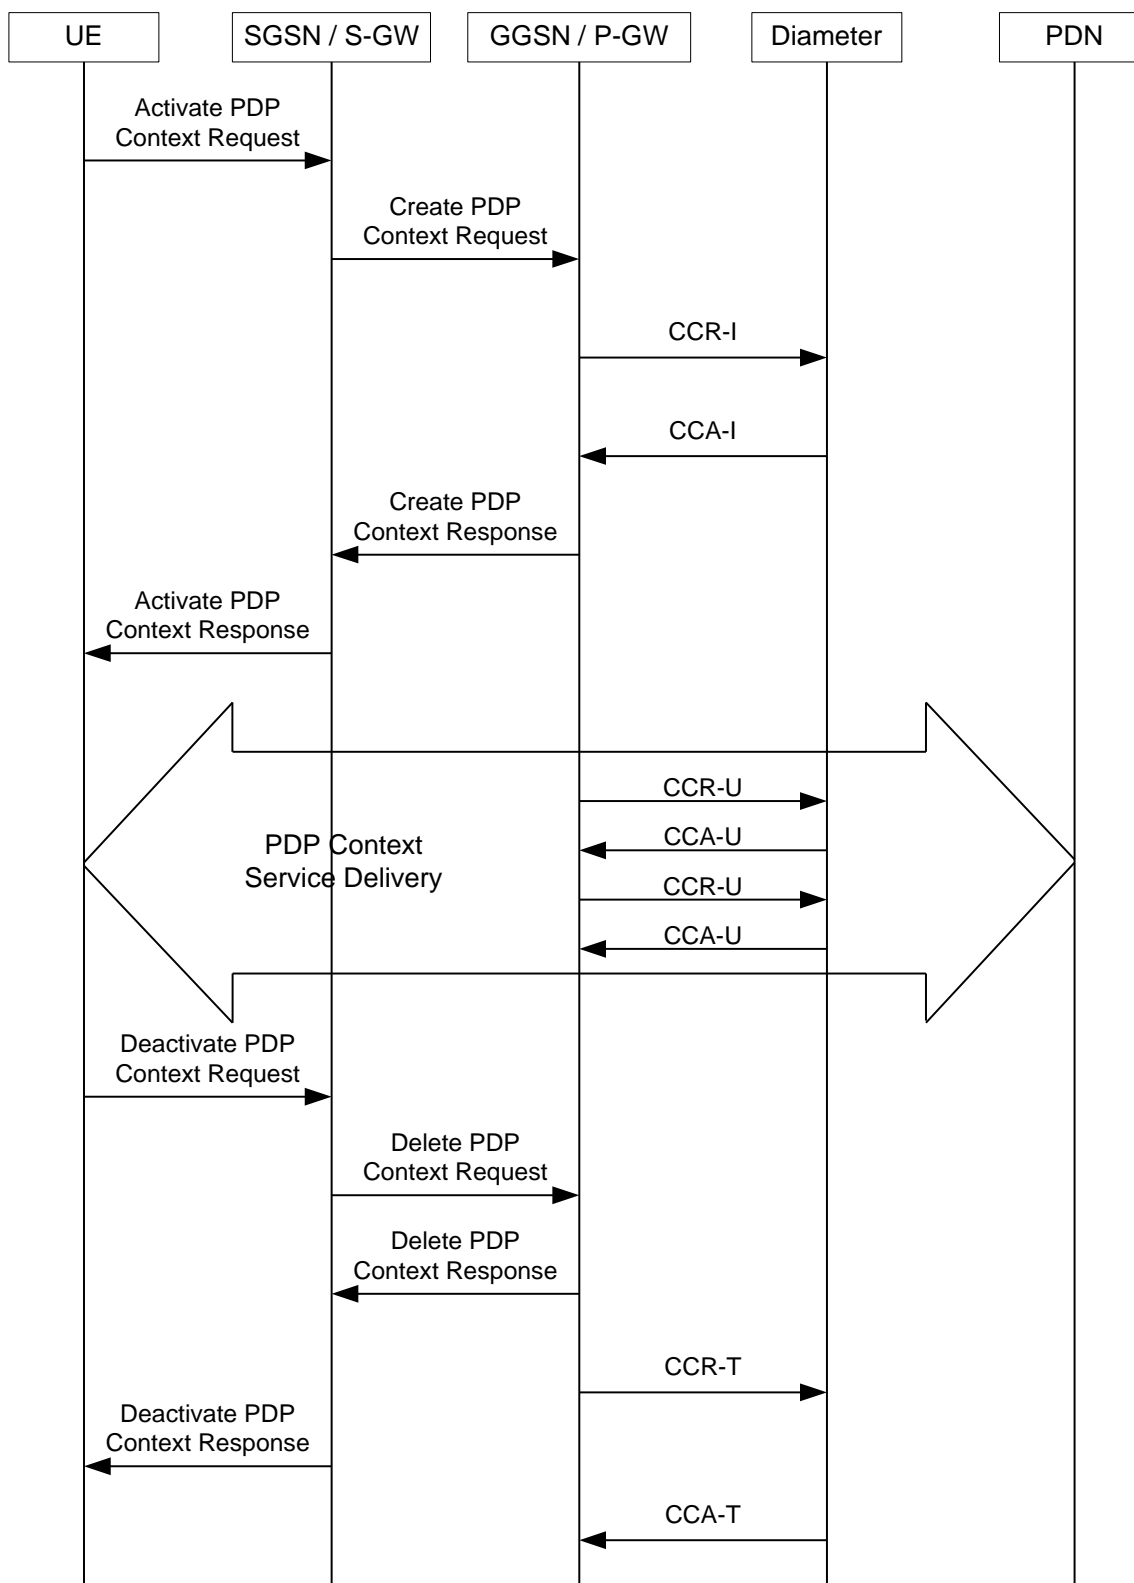 UE
SGSN / S-GW
GGSN / P-GW
Diameter
PDN
Activate PDP
Context Request
Create PDP
Context Request
CCR-I
CCA-I
Create PDP
Context Response
Activate PDP
Context Response
CCR-U
PDP Context
Service Delivery
CCA-U
CCR-U
CCA-U
Deactivate PDP
Context Request
Delete PDP
Context Request
Delete PDP
Context Response
CCR-T
Deactivate PDP
Context Response
CCA-T